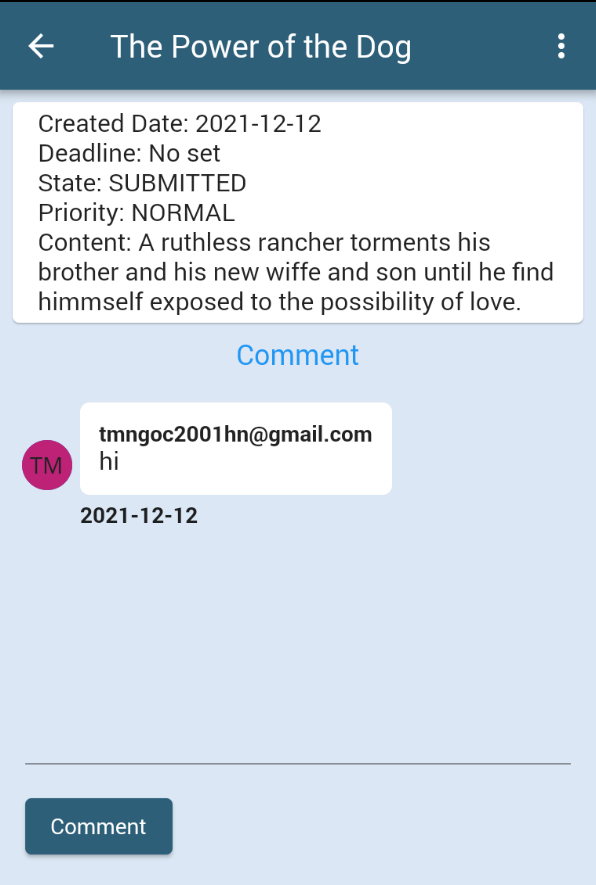 The Power of the Dog
Created Date: 2021-12-12
Deadline: No set
State: SUBMITTED
Priority: NORMAL
Content: A ruthless rancher torments his
brother and his new wiffe and son until he find
himmself exposed to the possibility of love.
Comment
tmngoc2001hn@gmail.com
TM
hi
2021-12-12
Comment